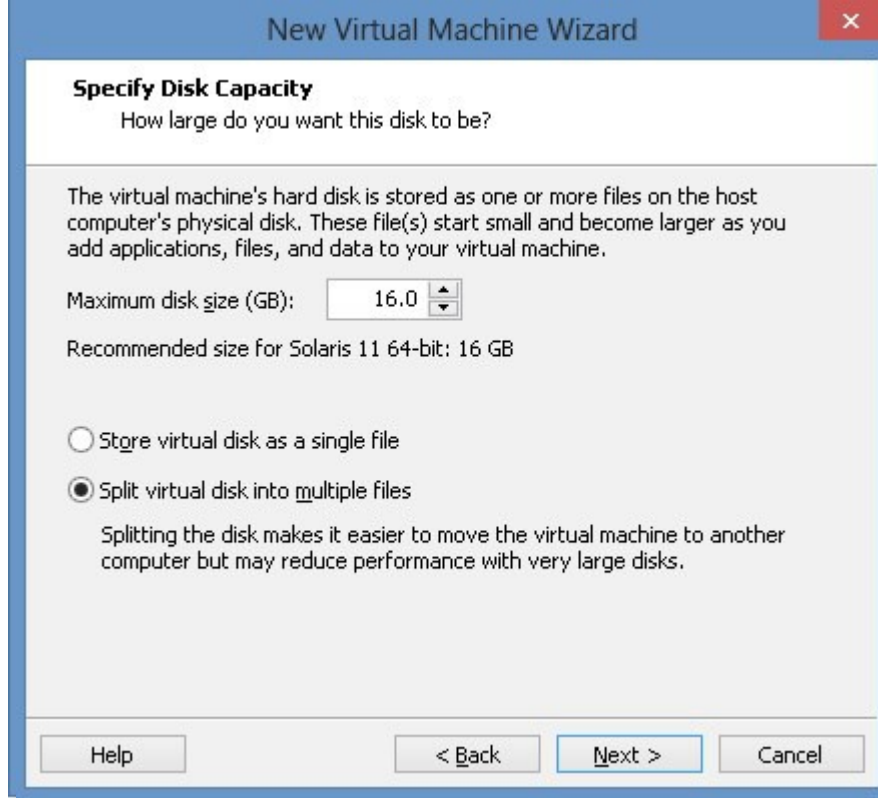 New Virtual Machine Wizard
Specify Disk Capacity
How large do you want this disk to be?
The virtual machine's hard disk is stored as one or more files on the host
computer's physical disk. These file(s) start small and become larger as you
add applications, files, and data to your virtual machine.
Maximum disk size (GB): 16.0
Recommended size for Solaris 11 64-bit: 16 GB
Store virtual disk as a single file
Split virtual disk into multiple files
Splitting the disk makes it easier to move the virtual machine to another
computer but may reduce performance with very large disks.
Help < Back Next > Cancel